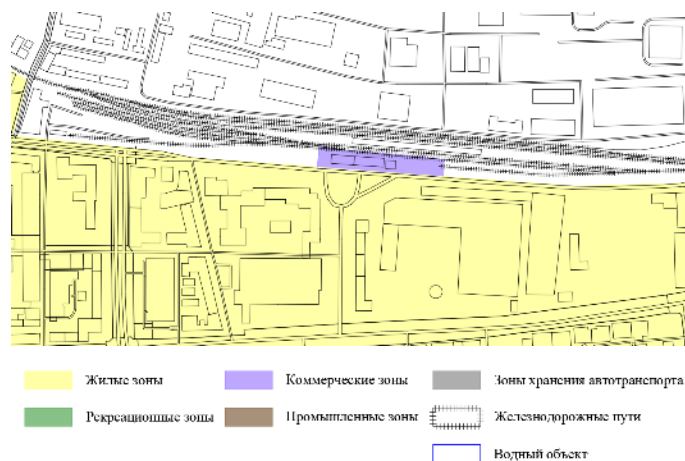 Жилые зоны
Коммерческие зоны
Зоны хранения автотранспорта
Рекреационные зоны
Промышленные зоны
Железнодорожные пути
Водный объект